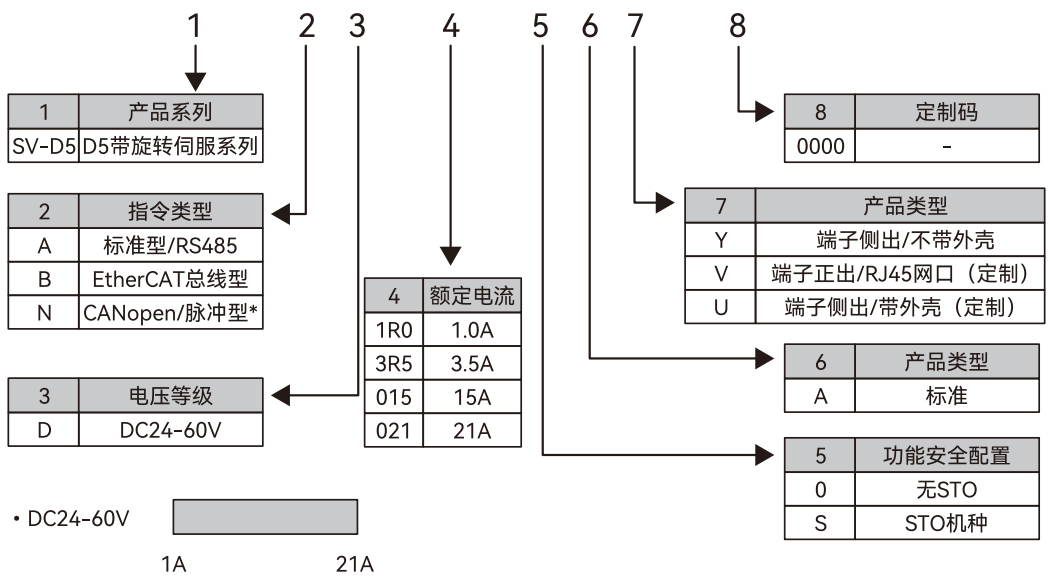 1 2 3 4 5 6 7 8
1 产品系列
SV-D5 D5带旋转伺服系列
2 指令类型
A 标准型/RS485
B EtherCAT总线型
N CANopen/脉冲型*
3 电压等级
D DC24-60V
4 额定电流
1R0 1.0A
3R5 3.5A
015 15A
021 21A
8 定制码
0000 -
7 产品类型
Y 端子侧出/不带外壳
V 端子正出/RJ45网口（定制）
U 端子侧出/带外壳（定制）
6 产品类型
A 标准
5 功能安全配置
0 无STO
S STO机种
·DC24-60V
1A 21A